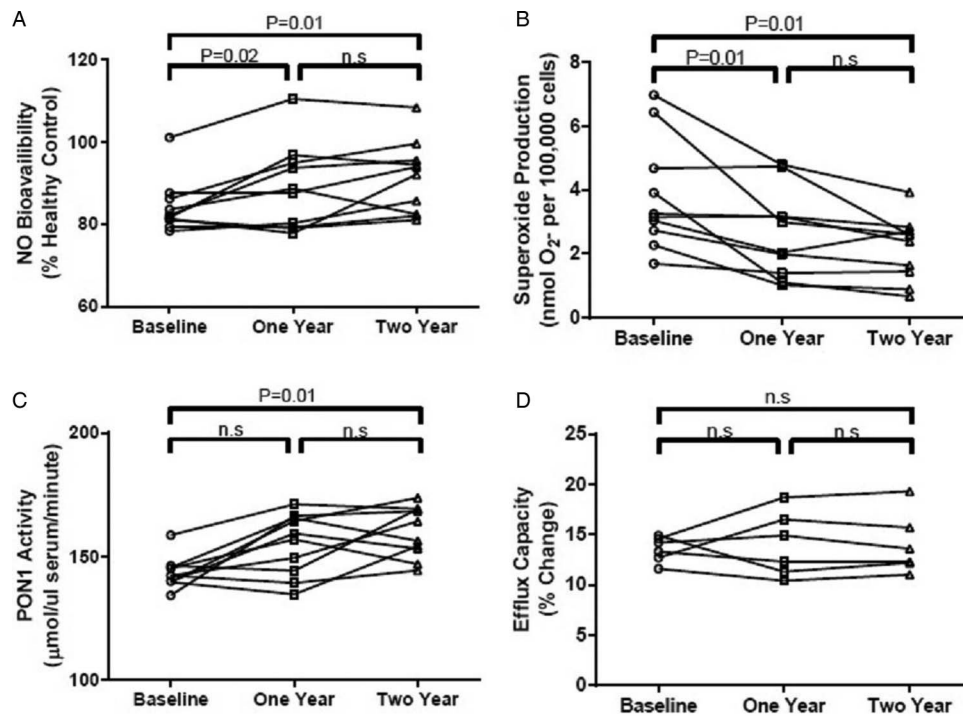 A
P=0.01
P=0.02
n.s
120
100
80
60
NO Bioavailibility
(% Healthy Control)
Baseline
One Year
Two Year
B
P=0.01
P=0.01
n.s
8
6
4
2
0
Superoxide Production
(nmol O2- per 100,000 cells)
Baseline
One Year
Two Year
C
P=0.01
n.s
n.s
200
150
100
PON1 Activity
(µmol/ul serum/minute)
Baseline
One Year
Two Year
D
n.s
n.s
n.s
25
20
15
10
5
0
Efflux Capacity
(% Change)
Baseline
One Year
Two Year